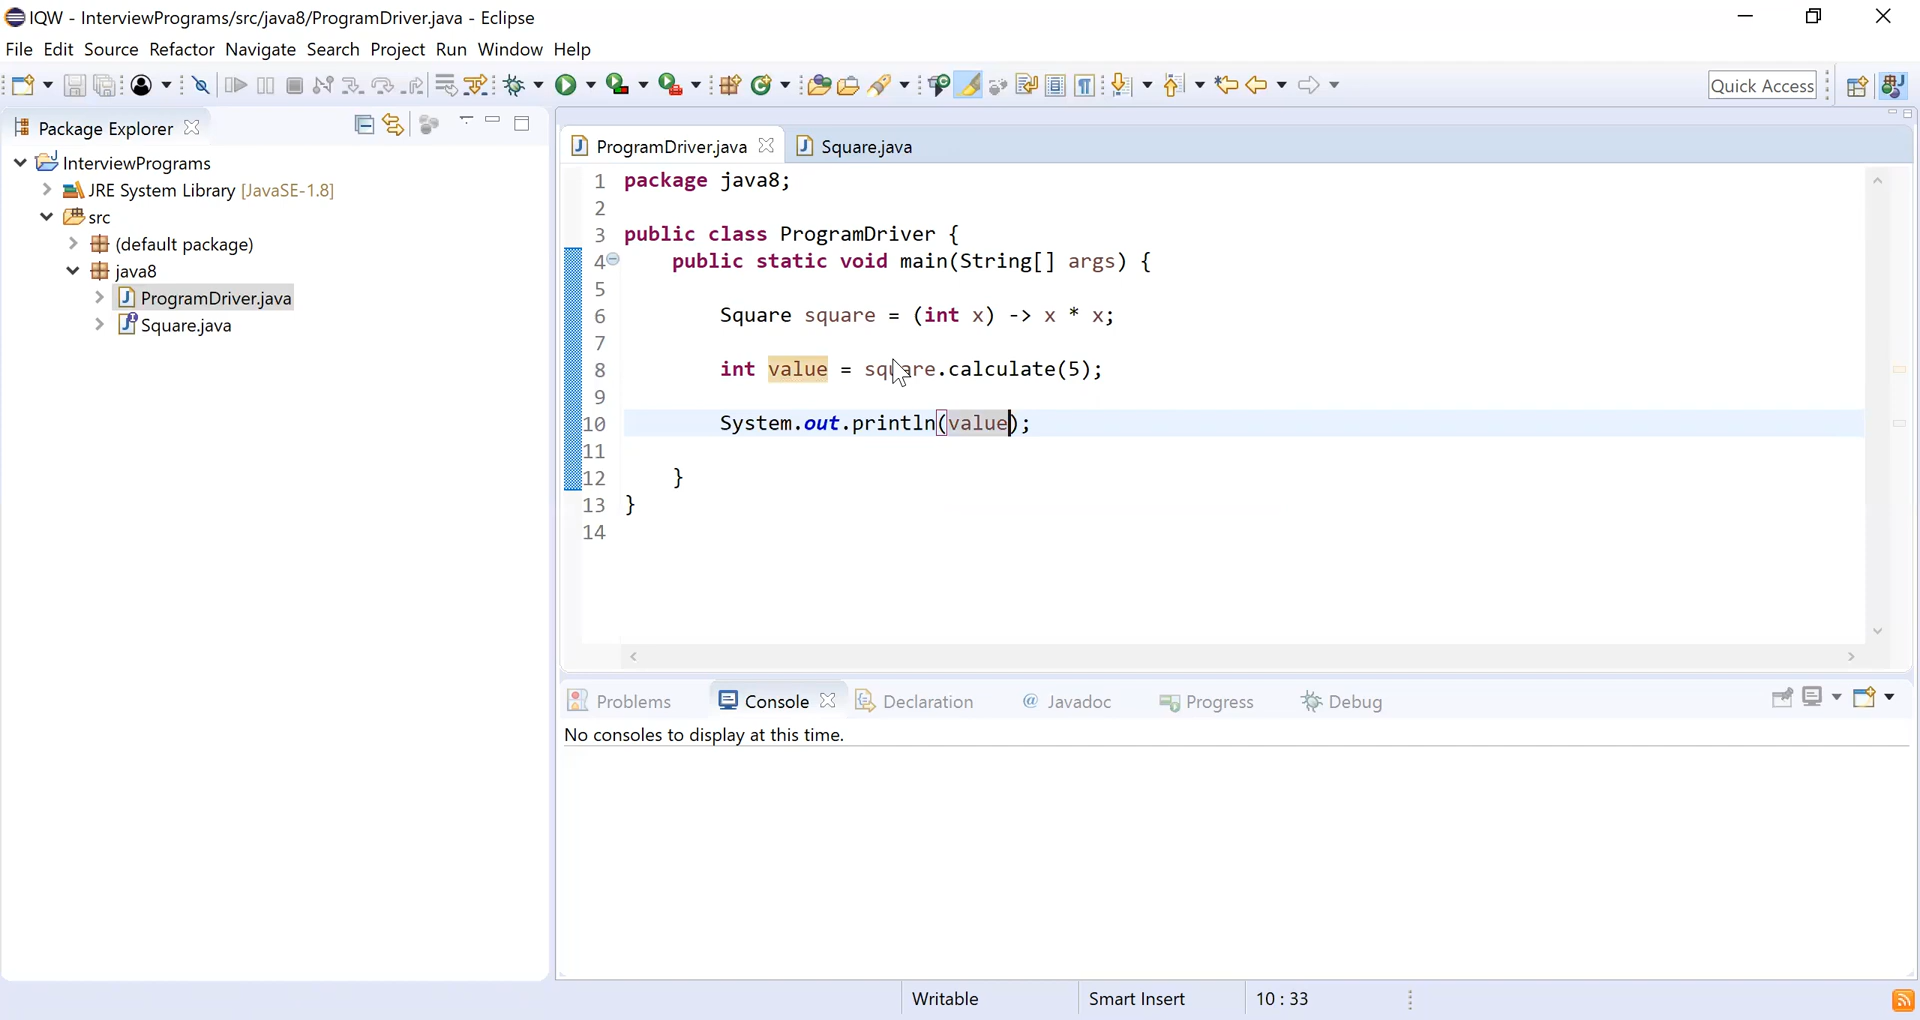 IQW - InterviewPrograms/src/java8/ProgramDriver.java - Eclipse
File Edit Source Refactor Navigate Search Project Run Window Help
Quick Access
Package Explorer
InterviewPrograms
JRE System Library [JavaSE-1.8]
src
(default package)
java8
ProgramDriver.java
Square.java
ProgramDriver.java Square.java
1 package java8;
2
3 public class ProgramDriver {
4 public static void main(String[] args) {
5
6 Square square = (int x) -> x * x;
7
8 int value = square.calculate(5);
9
10 System.out.println(value);
11
12 }
13 }
14
Problems Console Declaration @ Javadoc Progress Debug
No consoles to display at this time.
Writable Smart Insert 10 : 33